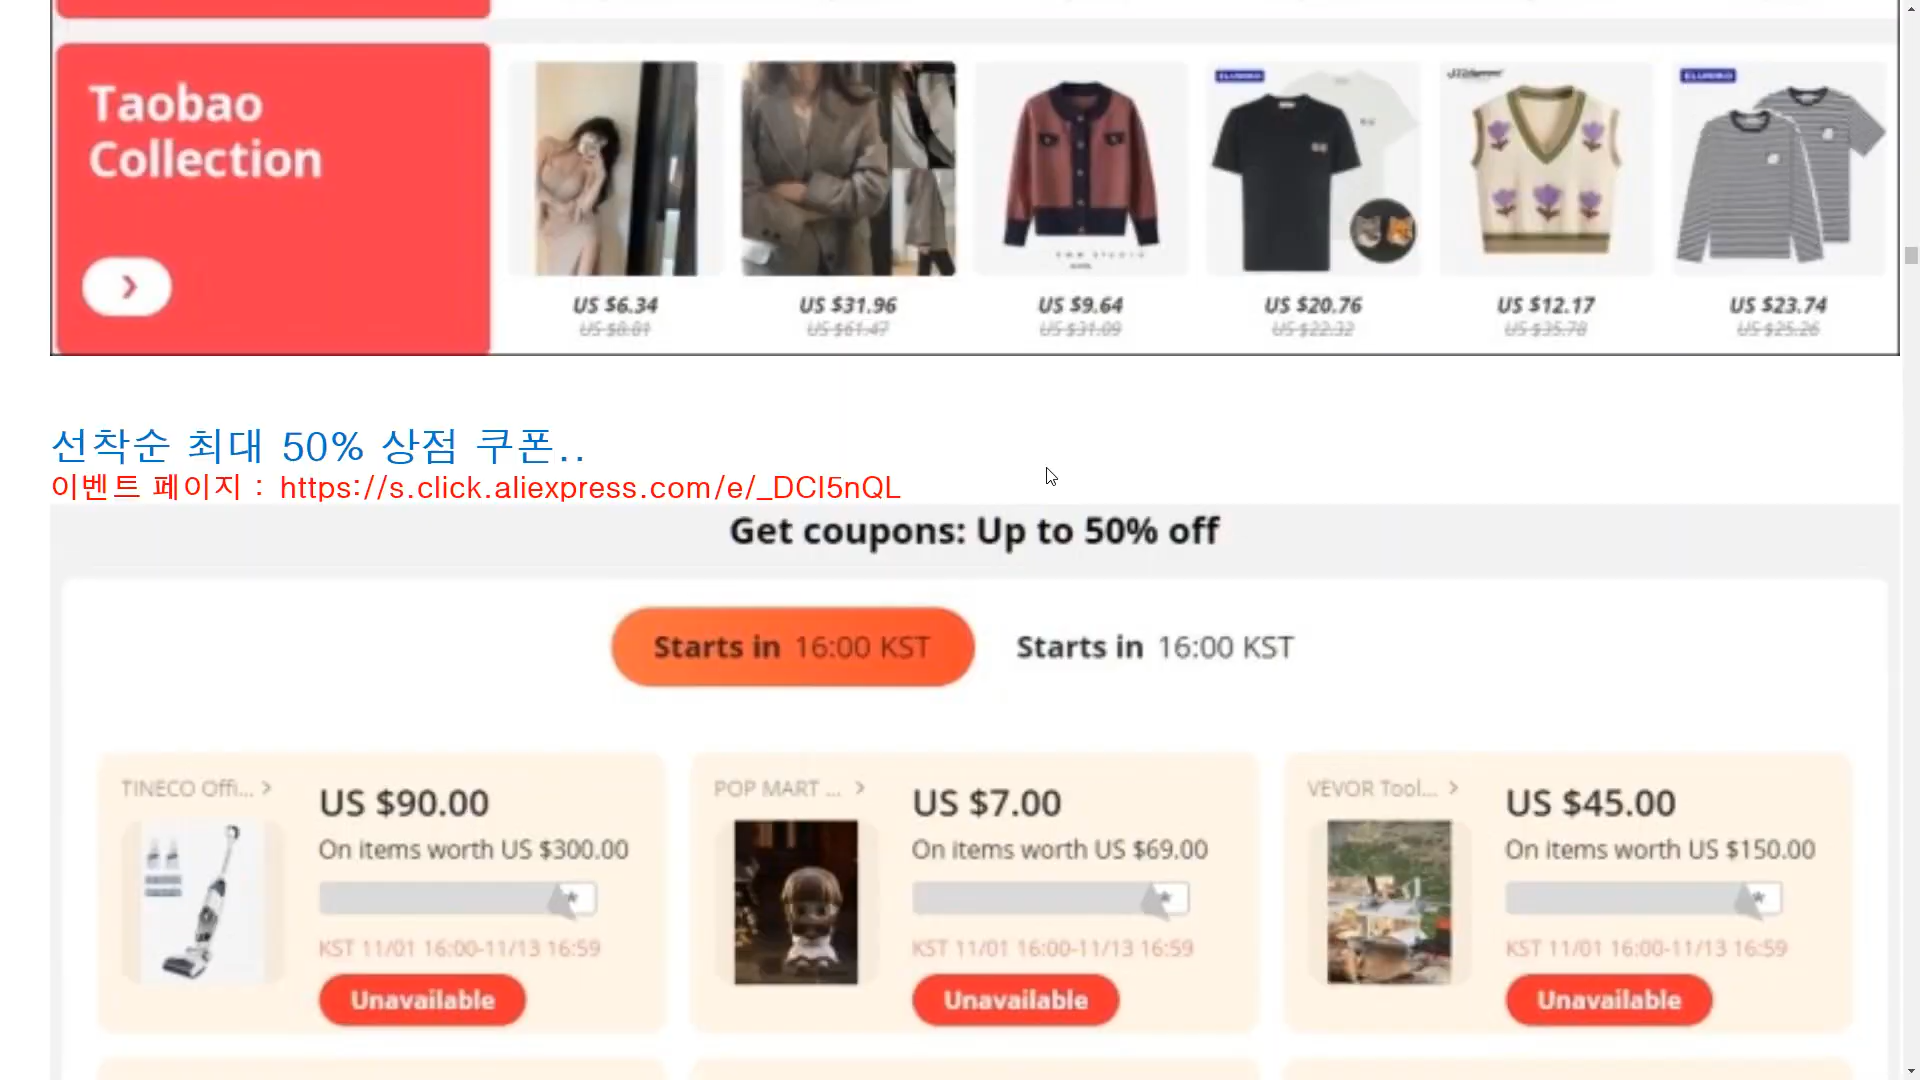 Taobao
Collection
US $6.34
US $31.96
US $9.64
US $20.76
US $12.17
US $23.74
US $8.81
US $61.47
US $31.09
US $22.32
US $35.78
US $25.26
선착순 최대 50% 상점 쿠폰..
이벤트 페이지 : https://s.click.aliexpress.com/e/_DCl5nQL
Get coupons: Up to 50% off
Starts in 16:00 KST
Starts in 16:00 KST
TINECO Offi... >
US $90.00
On items worth US $300.00
KST 11/01 16:00-11/13 16:59
Unavailable
POP MART ... >
US $7.00
On items worth US $69.00
KST 11/01 16:00-11/13 16:59
Unavailable
VEVOR Tool... >
US $45.00
On items worth US $150.00
KST 11/01 16:00-11/13 16:59
Unavailable